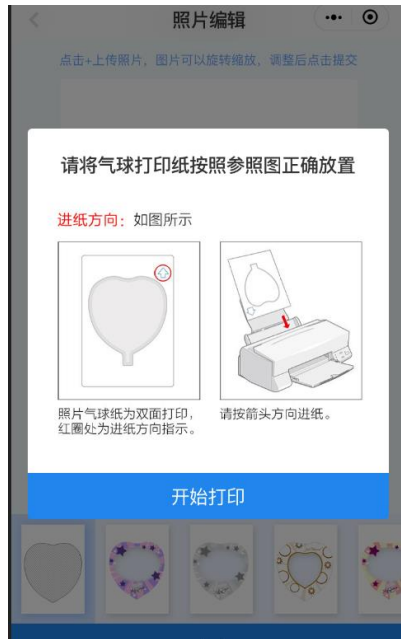 照片编辑
点击+上传照片，图片可以旋转缩放，调整后点击提交
请将气球打印纸按照参照图正确放置
进纸方向：如图所示
照片气球纸为双面打印，
红圈处为进纸方向指示。
请按箭头方向进纸。
开始打印